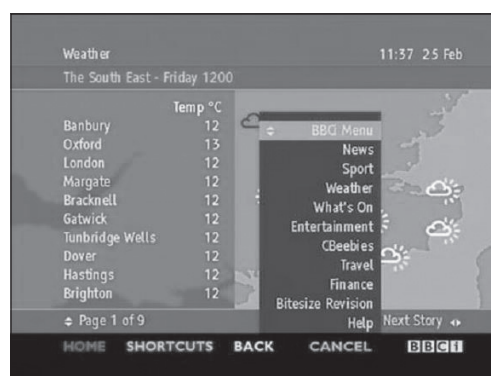 Weather 11:37 25 Feb
The South East - Friday 1200
Temp °C
Banbury 12
Oxford 13
London 12
Margate 12
Bracknell 12
Gatwick 12
Tunbridge Wells 12
Dover 12
Hastings 12
Brighton 12
BBC Menu
News
Sport
Weather
What's On
Entertainment
CBeebies
Travel
Finance
Bitesize Revision
Help
Page 1 of 9 Next Story
HOME SHORTCUTS BACK CANCEL BBCi